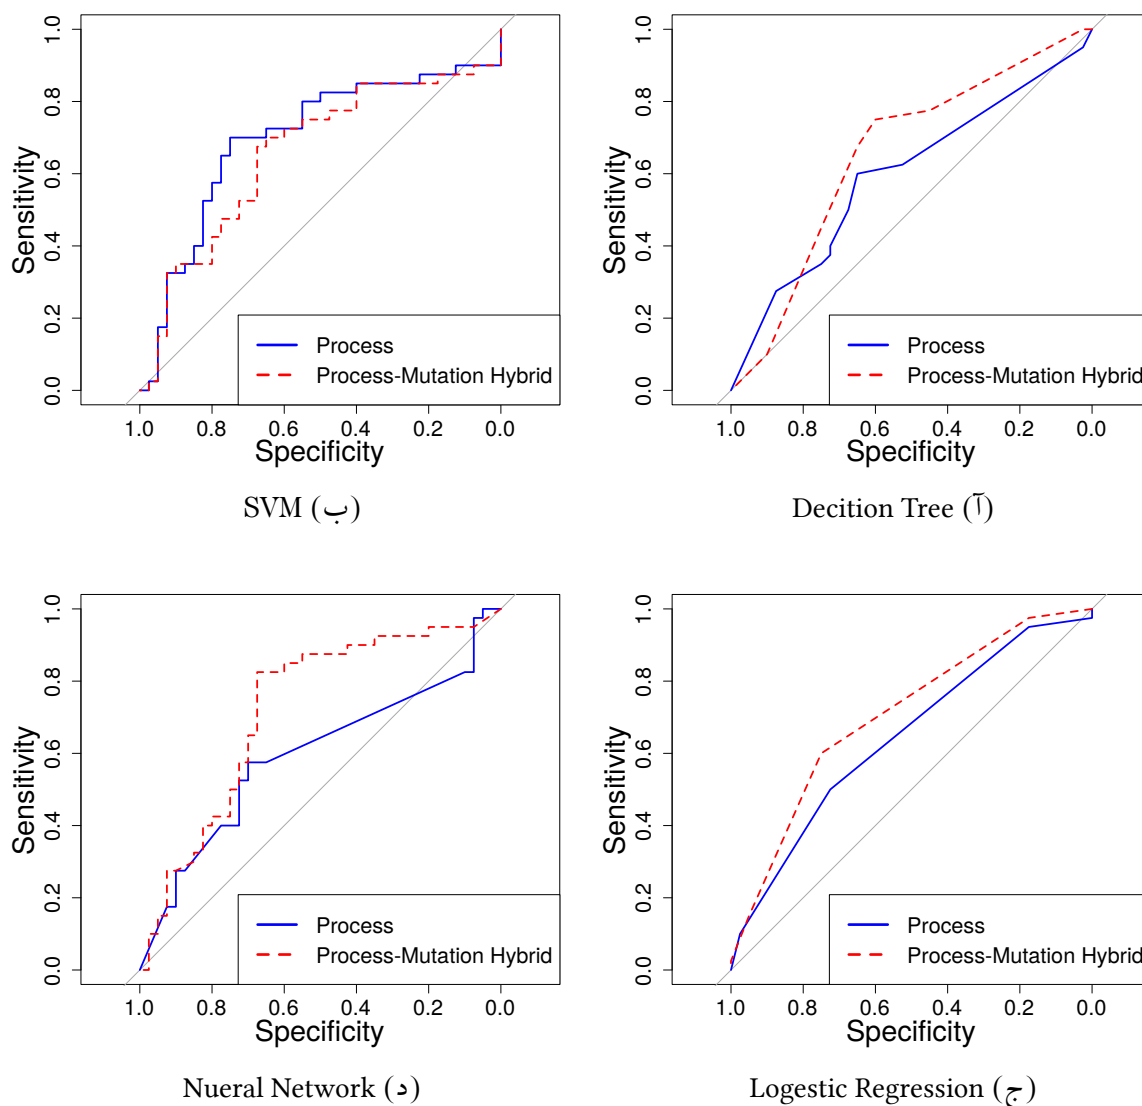 Sensitivity
1.0
0.8
0.6
0.4
0.2
0.0
Process
Process-Mutation Hybrid
1.0 0.8 0.6 0.4 0.2 0.0
Specificity
SVM (ب)
Sensitivity
1.0
0.8
0.6
0.4
0.2
0.0
Process
Process-Mutation Hybrid
1.0 0.8 0.6 0.4 0.2 0.0
Specificity
Decition Tree (آ)
Sensitivity
1.0
0.8
0.6
0.4
0.2
0.0
Process
Process-Mutation Hybrid
1.0 0.8 0.6 0.4 0.2 0.0
Specificity
Nueral Network (د)
Sensitivity
1.0
0.8
0.6
0.4
0.2
0.0
Process
Process-Mutation Hybrid
1.0 0.8 0.6 0.4 0.2 0.0
Specificity
Logestic Regression (ج)